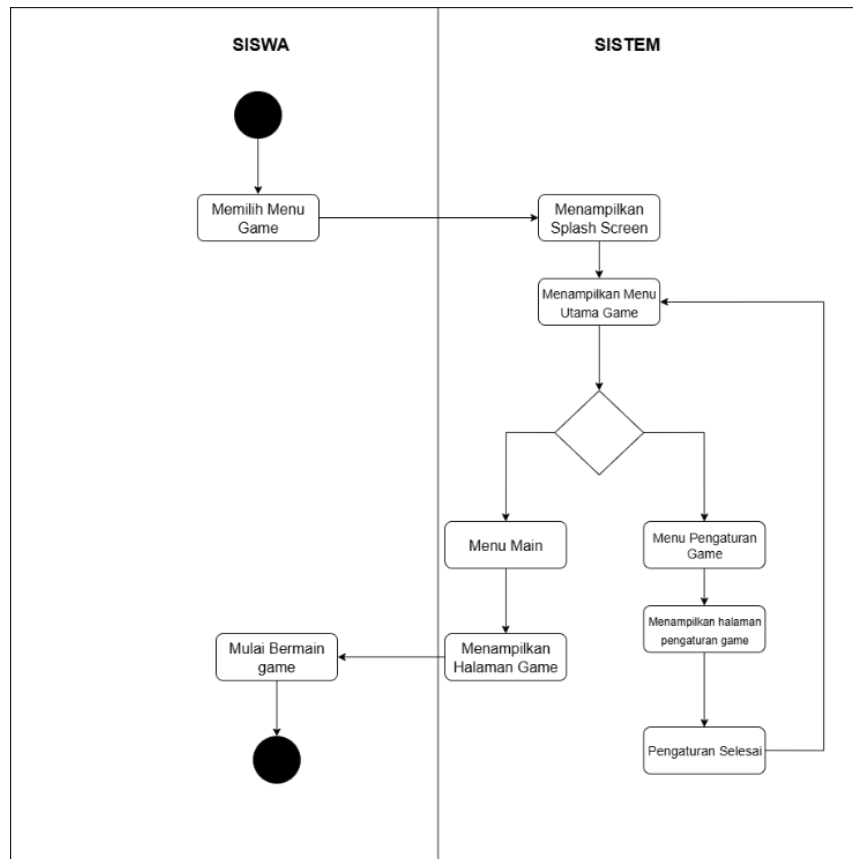 SISWA
SISTEM
Memilih Menu
Game
Menampilkan
Splash Screen
Menampilkan Menu
Utama Game
Menu Main
Menu Pengaturan
Game
Menampilkan halaman
pengaturan game
Mulai Bermain
game
Menampilkan
Halaman Game
Pengaturan Selesai